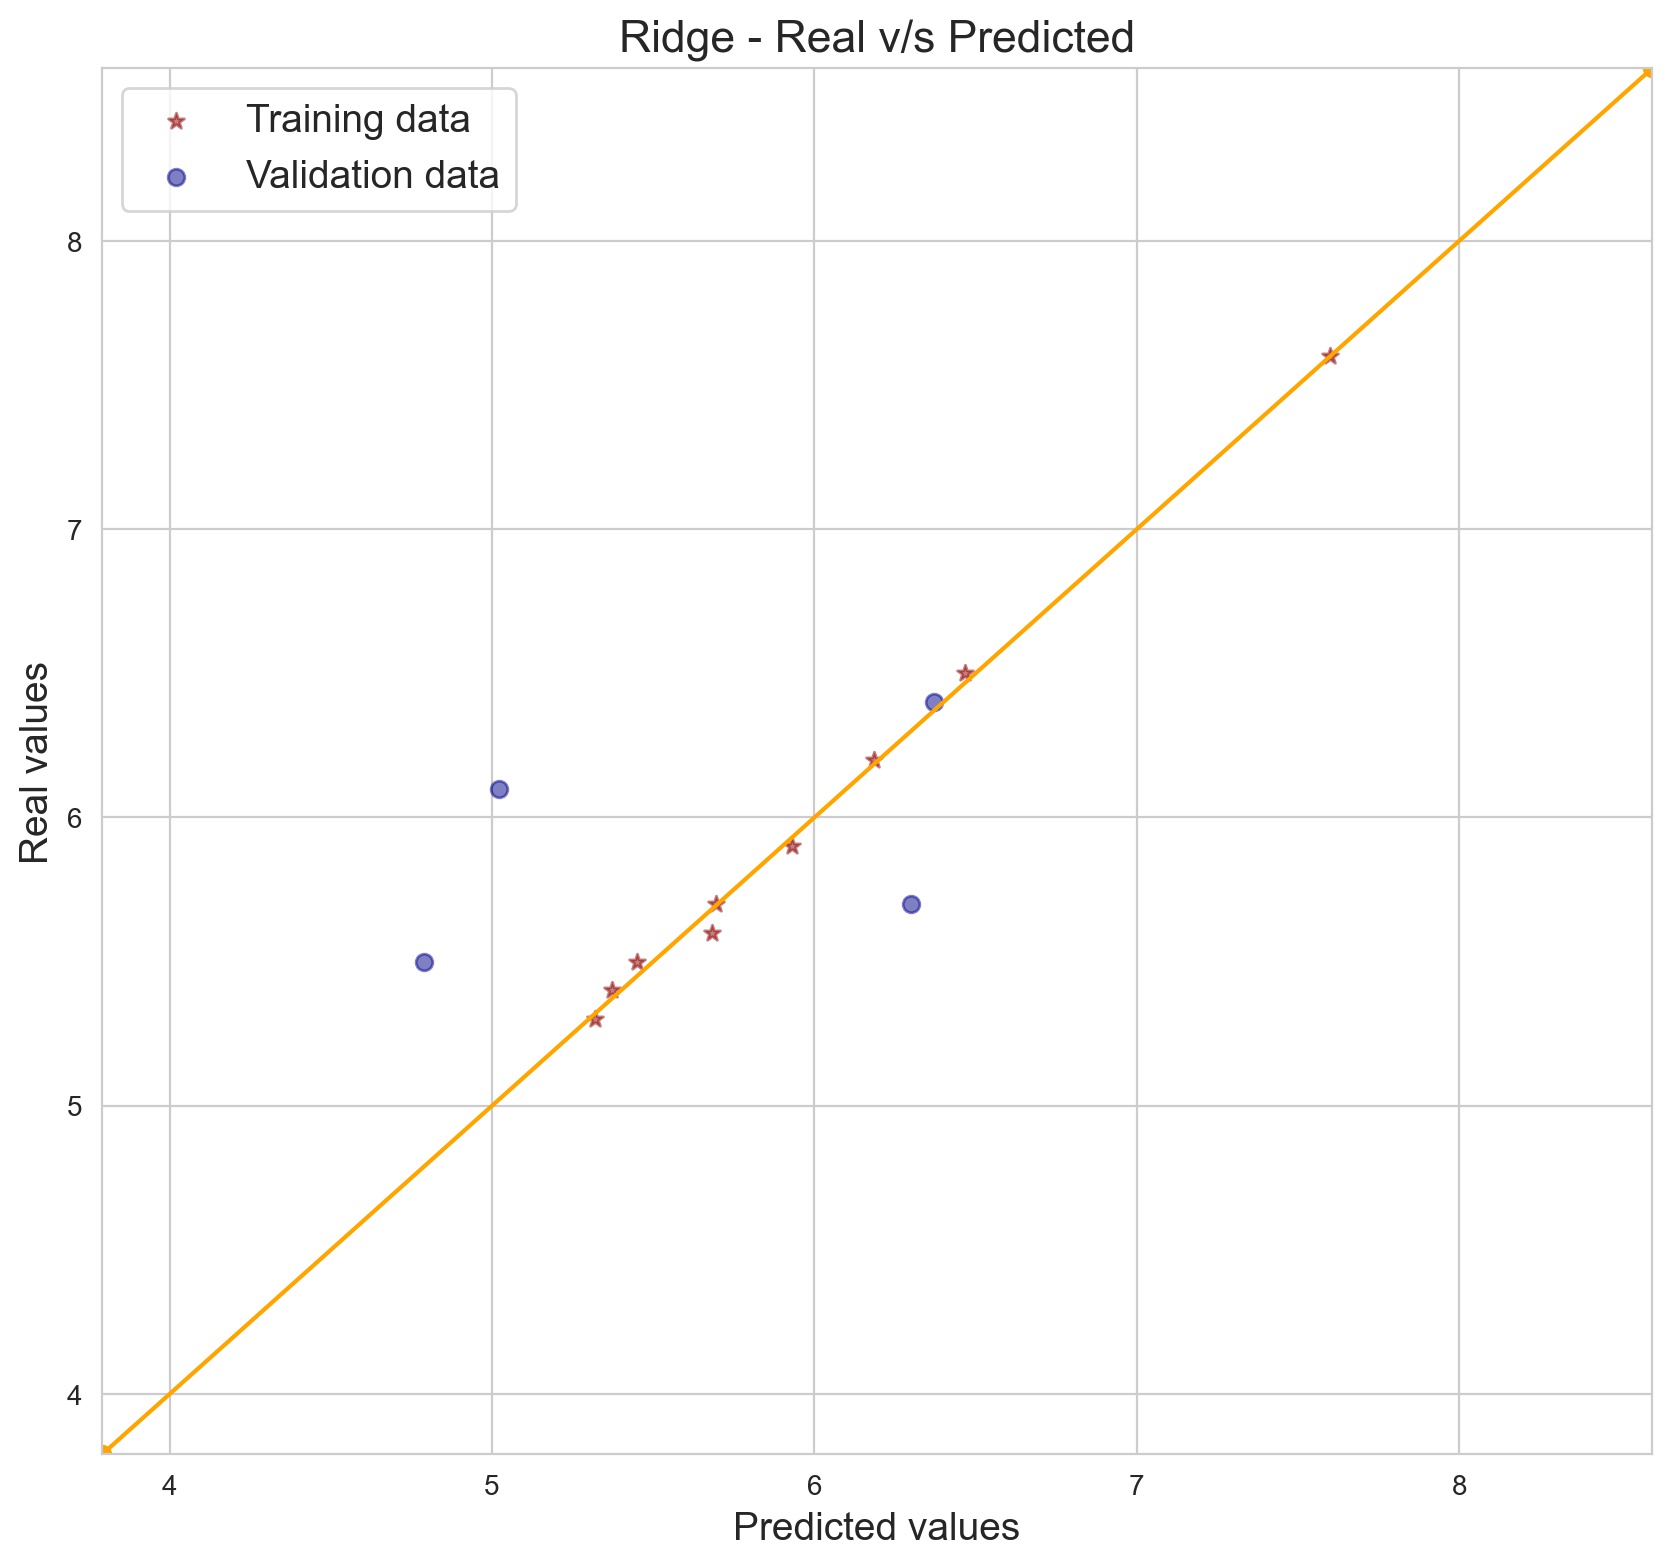 Ridge - Real v/s Predicted
Training data
Validation data
8
7
6
5
4
Real values
4
5
6
7
8
Predicted values